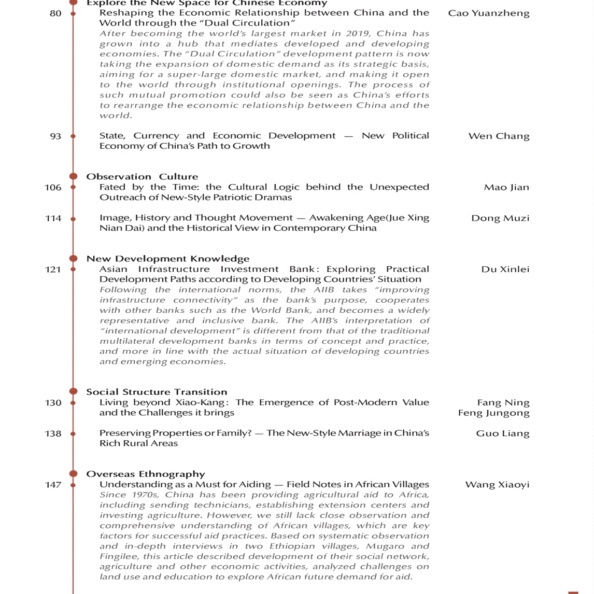 Explore the New Space for Chinese Economy
80 Reshaping the Economic Relationship between China and the Cao Yuanzheng
World through the “Dual Circulation”
After becoming the world's largest market in 2019, China has
grown into a hub that mediates developed and developing
economies. The “Dual Circulation” development pattern is now
taking the expansion of domestic demand as its strategic basis,
aiming for a super-large domestic market, and making it open
to the world through institutional openings. The process of
such mutual promotion could also be seen as China's efforts
to rearrange the economic relationship between China and the
world.
93 State, Currency and Economic Development — New Political Wen Chang
Economy of China's Path to Growth
Observation Culture
106 Fated by the Time: the Cultural Logic behind the Unexpected Mao Jian
Outreach of New-Style Patriotic Dramas
114 Image, History and Thought Movement — Awakening Age(Jue Xing Dong Muzi
Nian Dai) and the Historical View in Contemporary China
New Development Knowledge
121 Asian Infrastructure Investment Bank: Exploring Practical Du Xinlei
Development Paths according to Developing Countries' Situation
Following the international norms, the AIIB takes “improving
infrastructure connectivity” as the bank's purpose, cooperates
with other banks such as the World Bank, and becomes a widely
representative and inclusive bank. The AIIB's interpretation of
“international development” is different from that of the traditional
multilateral development banks in terms of concept and practice,
and more in line with the actual situation of developing countries
and emerging economies.
Social Structure Transition
130 Living beyond Xiao-Kang: The Emergence of Post-Modern Value Fang Ning
and the Challenges it brings Feng Jungong
138 Preserving Properties or Family? — The New-Style Marriage in China's Guo Liang
Rich Rural Areas
Overseas Ethnography
147 Understanding as a Must for Aiding — Field Notes in African Villages Wang Xiaoyi
Since 1970s, China has been providing agricultural aid to Africa,
including sending technicians, establishing extension centers and
investing agriculture. However, we still lack close observation and
comprehensive understanding of African villages, which are key
factors for successful aid practices. Based on systematic observation
and in-depth interviews in two Ethiopian villages, Mugaro and
Fingilee, this article described development of their social network,
agriculture and other economic activities, analyzed challenges on
land use and education to explore African future demand for aid.